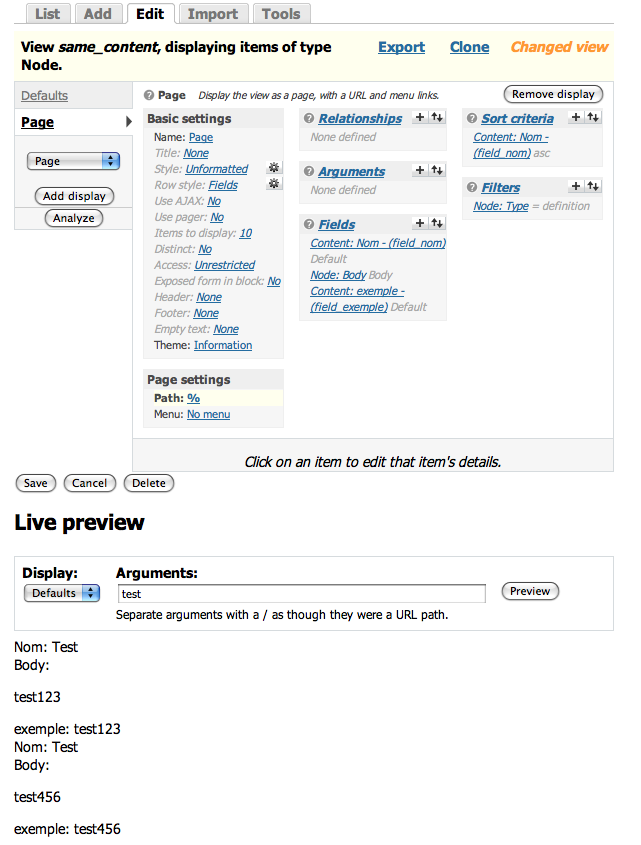 List Add Edit Import Tools
View same_content, displaying items of type
Node.
Export Clone Changed view
Defaults
Page
Page
Add display
Analyze
? Page Display the view as a page, with a URL and menu links.
Remove display
Basic settings
Name: Page
Title: None
Style: Unformatted
Row style: Fields
Use AJAX: No
Use pager: No
Items to display: 10
Distinct: No
Access: Unrestricted
Exposed form in block: No
Header: None
Footer: None
Empty text: None
Theme: Information
Page settings
Path: %
Menu: No menu
? Relationships
None defined
? Arguments
None defined
? Fields
Content: Nom - (field_nom)
Default
Node: Body Body
Content: exemple -
(field_exemple) Default
? Sort criteria
Content: Nom -
(field_nom) asc
? Filters
Node: Type = definition
Click on an item to edit that item's details.
Save Cancel Delete
Live preview
Display: Arguments:
Defaults test Preview
Separate arguments with a / as though they were a URL path.
Nom: Test
Body:
test123
exemple: test123
Nom: Test
Body:
test456
exemple: test456